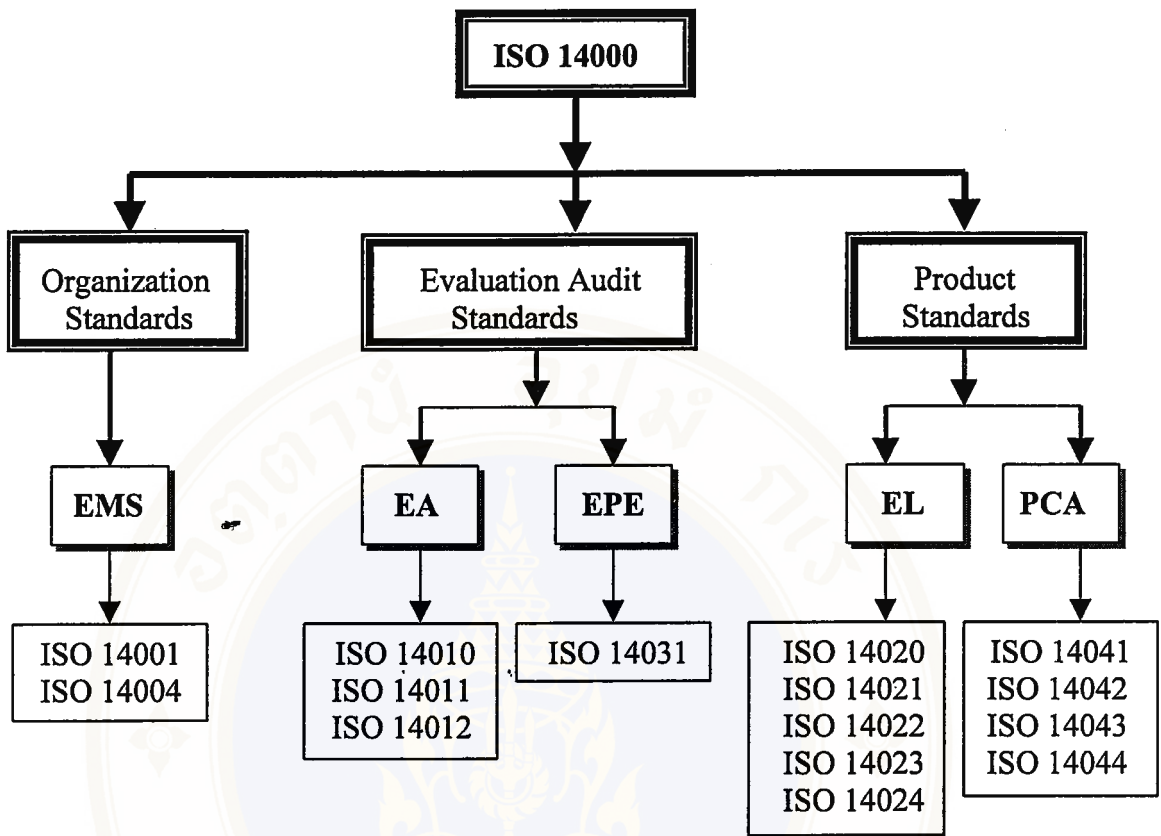 ISO 14000
Organization
Standards
Evaluation Audit
Standards
Product
Standards
EMS
EA
EPE
EL
PCA
ISO 14001
ISO 14004
ISO 14010
ISO 14011
ISO 14012
ISO 14031
ISO 14020
ISO 14021
ISO 14022
ISO 14023
ISO 14024
ISO 14041
ISO 14042
ISO 14043
ISO 14044